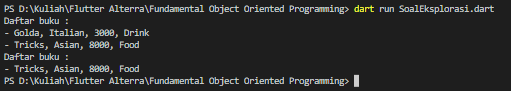 PS D:\Kuliah\Flutter Alterra\Fundamental Object Oriented Programming> dart run SoalEksplorasi.dart
Daftar buku :
- Golda, Italian, 3000, Drink
- Tricks, Asian, 8000, Food
Daftar buku :
- Tricks, Asian, 8000, Food
PS D:\Kuliah\Flutter Alterra\Fundamental Object Oriented Programming>